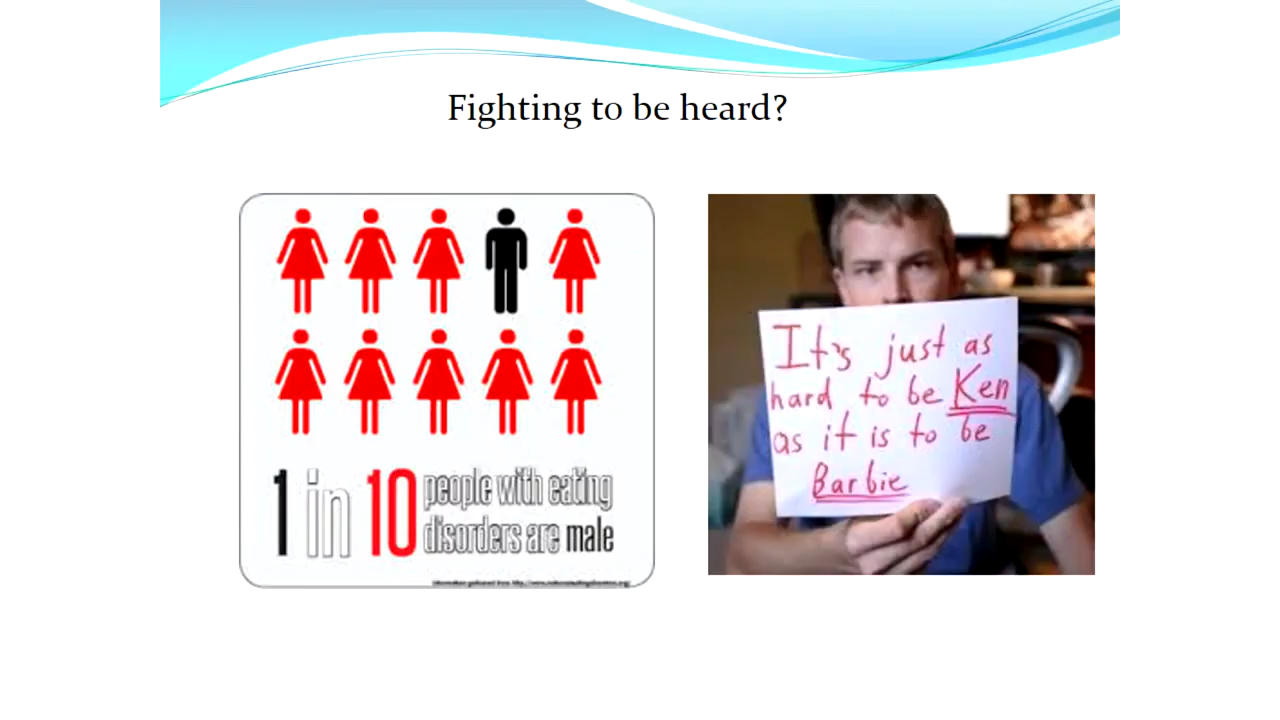 Fighting to be heard?
1 in 10 people with eating
disorders are male
It's just as
hard to be Ken
as it is to be
Barbie